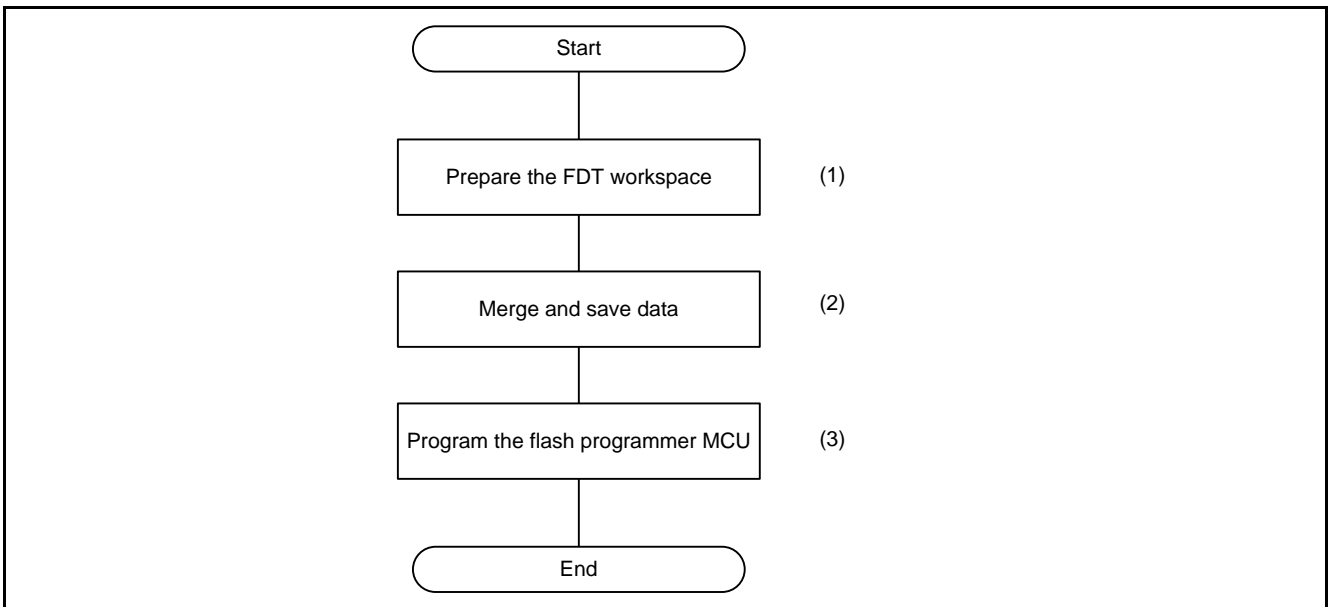 Start
Prepare the FDT workspace (1)
Merge and save data (2)
Program the flash programmer MCU (3)
End